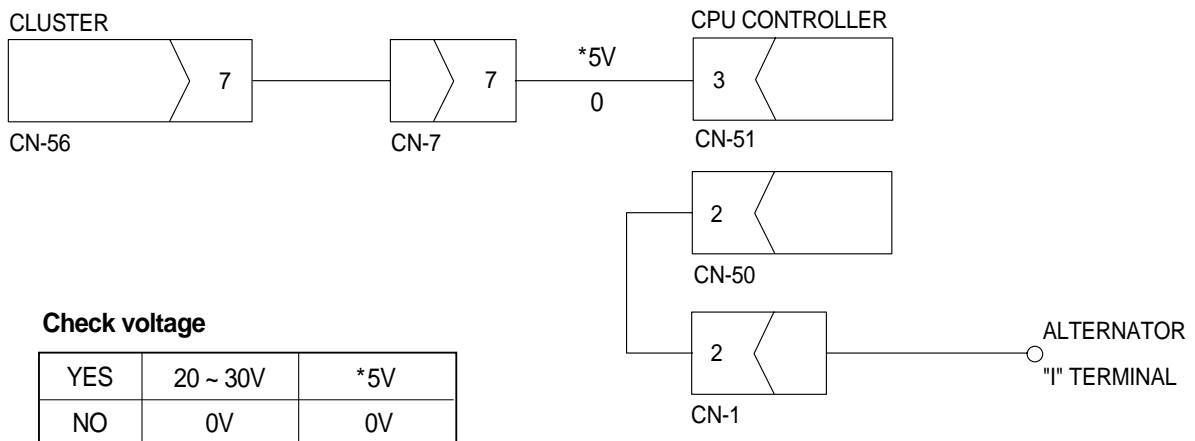 CLUSTER
CPU CONTROLLER
7
7
*5V
0
3
CN-56
CN-7
CN-51
2
CN-50
Check voltage
YES 20 ~ 30V *5V
NO 0V 0V
2
CN-1
ALTERNATOR
"I" TERMINAL